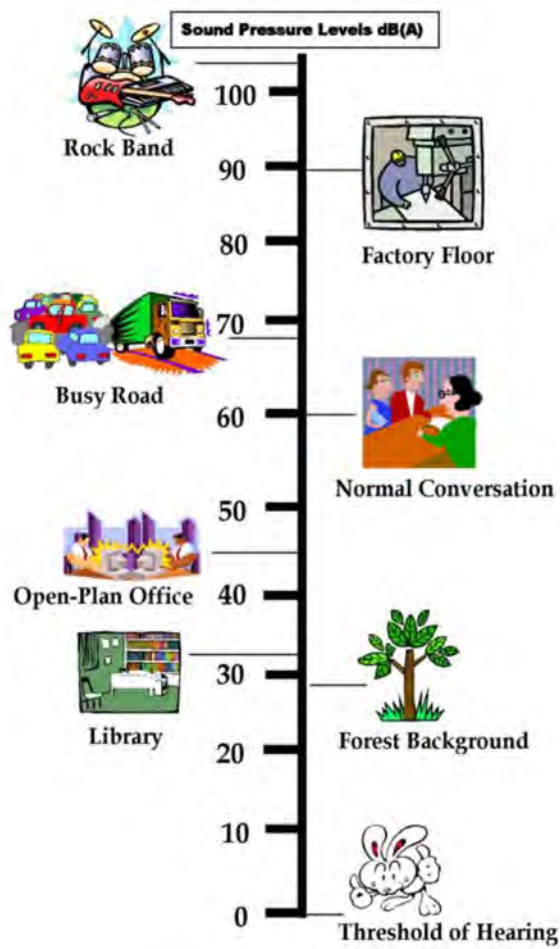 Sound Pressure Levels dB(A)
100
Rock Band
90
Factory Floor
80
70
Busy Road
60
Normal Conversation
50
Open-Plan Office
40
30
Library
Forest Background
20
10
0
Threshold of Hearing